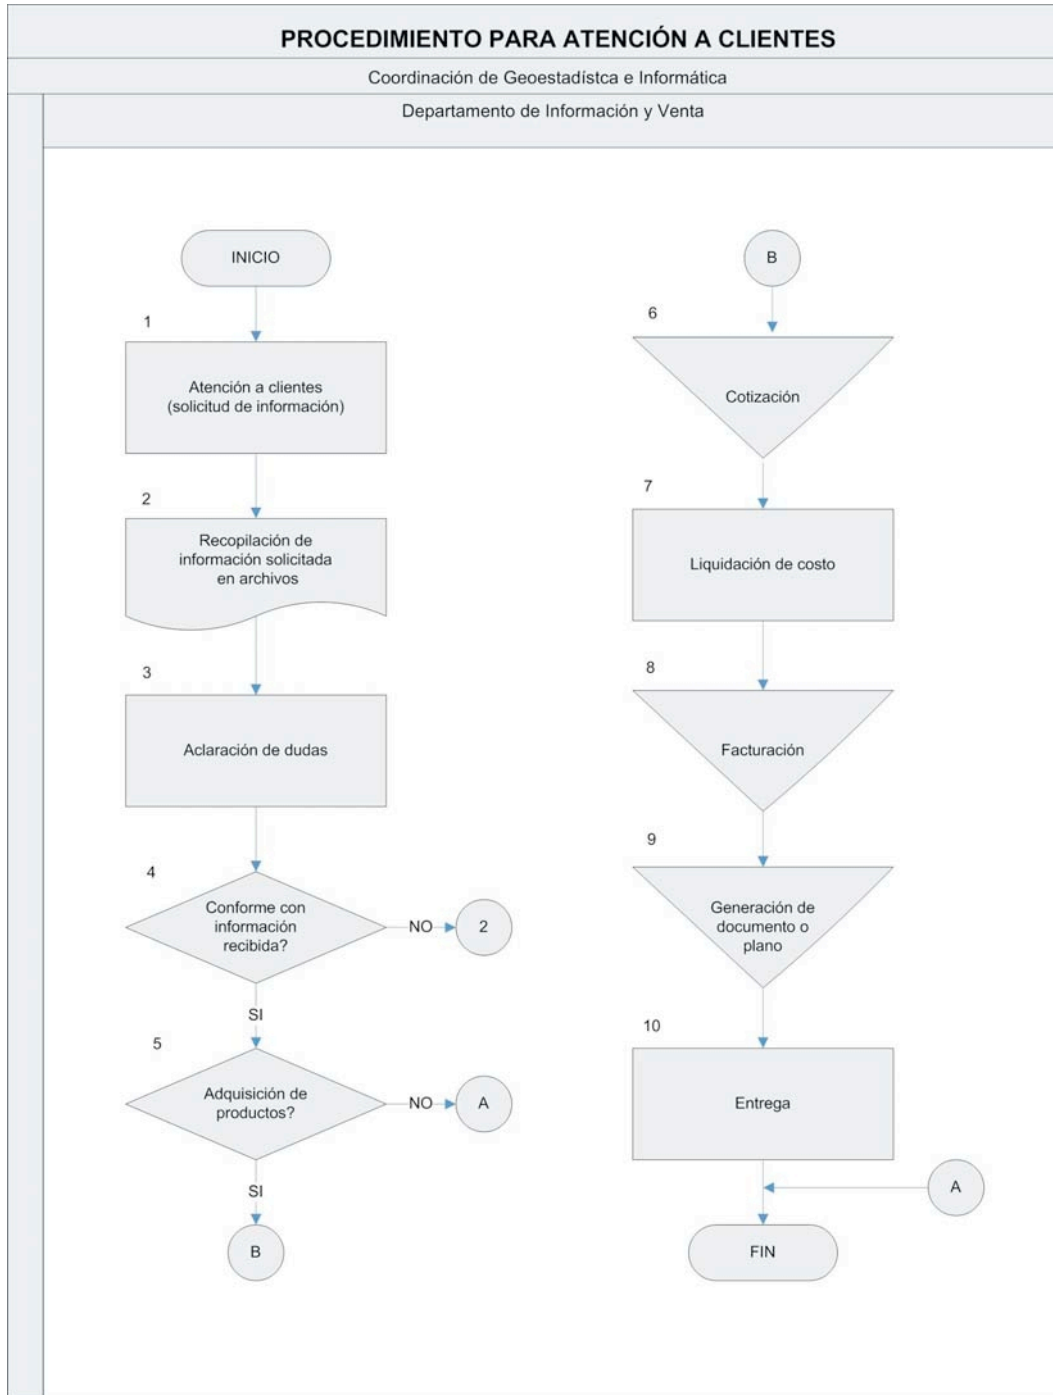 PROCEDIMIENTO PARA ATENCIÓN A CLIENTES
Coordinación de Geoestadístca e Informática
Departamento de Información y Venta
INICIO
1
Atención a clientes
(solicitud de información)
2
Recopilación de
información solicitada
en archivos
3
Aclaración de dudas
4
Conforme con
información
recibida?
NO
2
SI
5
Adquisición de
productos?
NO
A
SI
B
B
6
Cotización
7
Liquidación de costo
8
Facturación
9
Generación de
documento o
plano
10
Entrega
A
FIN